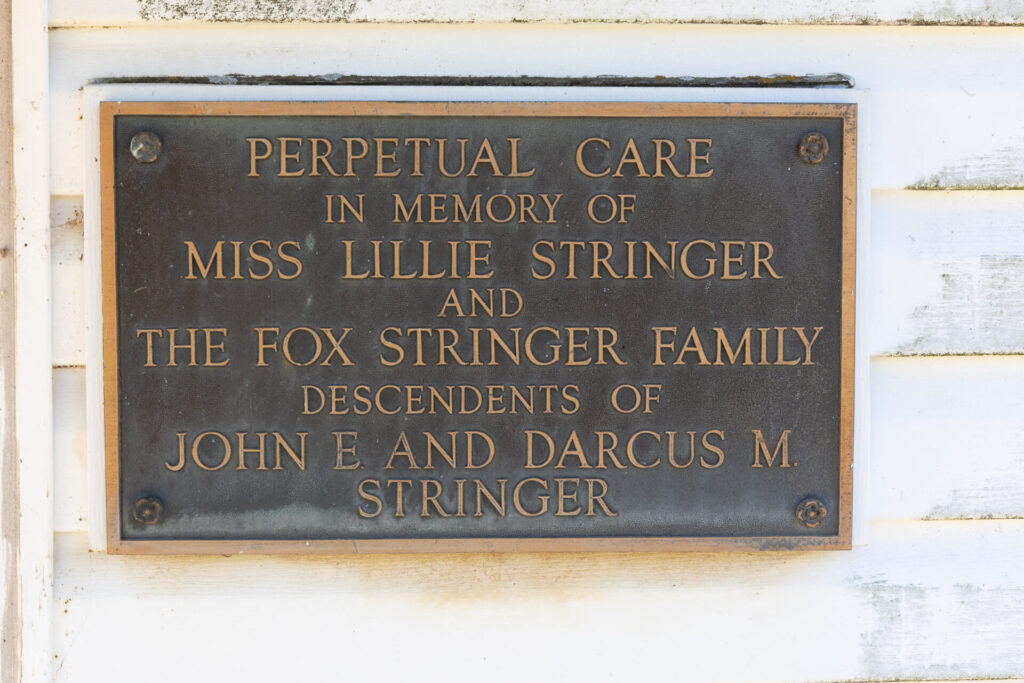 PERPETUAL CARE
IN MEMORY OF
MISS LILLIE STRINGER
AND
THE FOX STRINGER FAMILY
DESCENDENTS OF
JOHN E. AND DARCUS M.
STRINGER